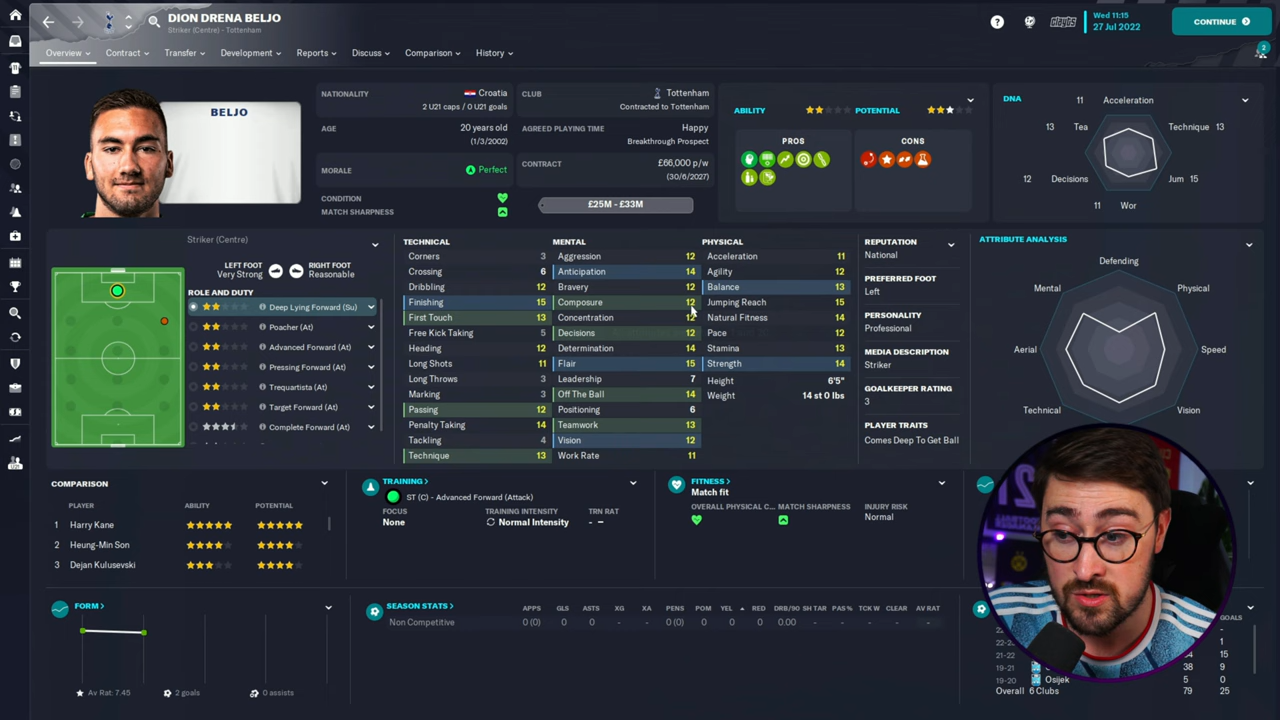 DION DRENA BELJO
Striker (Centre) - Tottenham
Wed 11:15
27 Jul 2022
CONTINUE
2
Overview
Contract
Transfer
Development
Reports
Discuss
Comparison
History
BELJO
NATIONALITY
Croatia
2 U21 caps / 0 U21 goals
AGE
20 years old
(1/3/2002)
MORALE
Perfect
CONDITION
MATCH SHARPNESS
CLUB
Tottenham
Contracted to Tottenham
AGREED PLAYING TIME
Happy
Breakthrough Prospect
CONTRACT
£66,000 p/w
(30/6/2027)
£25M - £33M
ABILITY
POTENTIAL
PROS
CONS
DNA
11 Acceleration
13 Tea
Technique 13
12 Decisions
Jum 15
11 Wor
Striker (Centre)
LEFT FOOT
Very Strong
RIGHT FOOT
Reasonable
ROLE AND DUTY
Deep Lying Forward (Su)
Poacher (At)
Advanced Forward (At)
Pressing Forward (At)
Trequartista (At)
Target Forward (At)
Complete Forward (At)
TECHNICAL
Corners 3
Crossing 6
Dribbling 12
Finishing 15
First Touch 13
Free Kick Taking 5
Heading 12
Long Shots 11
Long Throws 3
Marking 3
Passing 12
Penalty Taking 14
Tackling 4
Technique 13
MENTAL
Aggression 12
Anticipation 14
Bravery 12
Composure 12
Concentration 12
Decisions 12
Determination 14
Flair 15
Leadership 7
Off The Ball 14
Positioning 6
Teamwork 13
Vision 12
Work Rate 11
PHYSICAL
Acceleration 11
Agility 12
Balance 13
Jumping Reach 15
Natural Fitness 14
Pace 12
Stamina 13
Strength 14
Height 6'5"
Weight 14 st 0 lbs
REPUTATION
National
PREFERRED FOOT
Left
PERSONALITY
Professional
MEDIA DESCRIPTION
Striker
GOALKEEPER RATING
3
PLAYER TRAITS
Comes Deep To Get Ball
ATTRIBUTE ANALYSIS
Defending
Mental
Physical
Aerial
Speed
Technical
Vision
COMPARISON
PLAYER ABILITY POTENTIAL
1 Harry Kane
2 Heung-Min Son
3 Dejan Kulusevski
TRAINING
ST (C) - Advanced Forward (Attack)
FOCUS
None
TRAINING INTENSITY
Normal Intensity
TRN RAT
- -
FITNESS
Match fit
OVERALL PHYSICAL C...
MATCH SHARPNESS
INJURY RISK
Normal
FORM
Av Rat: 7.45
2 goals
0 assists
SEASON STATS
APPS GLS ASTS XG XA PENS POM YEL RED DRB/90 SH TAR PAS % TCK W CLEAR AV RAT
Non Competitive 0 (0) 0 0 - - 0 (0) 0 0 0 0.00 - - - - -
GOALS
-
15
19-21 38 9
19-20 Osijek 5 0
Overall 6 Clubs 79 25